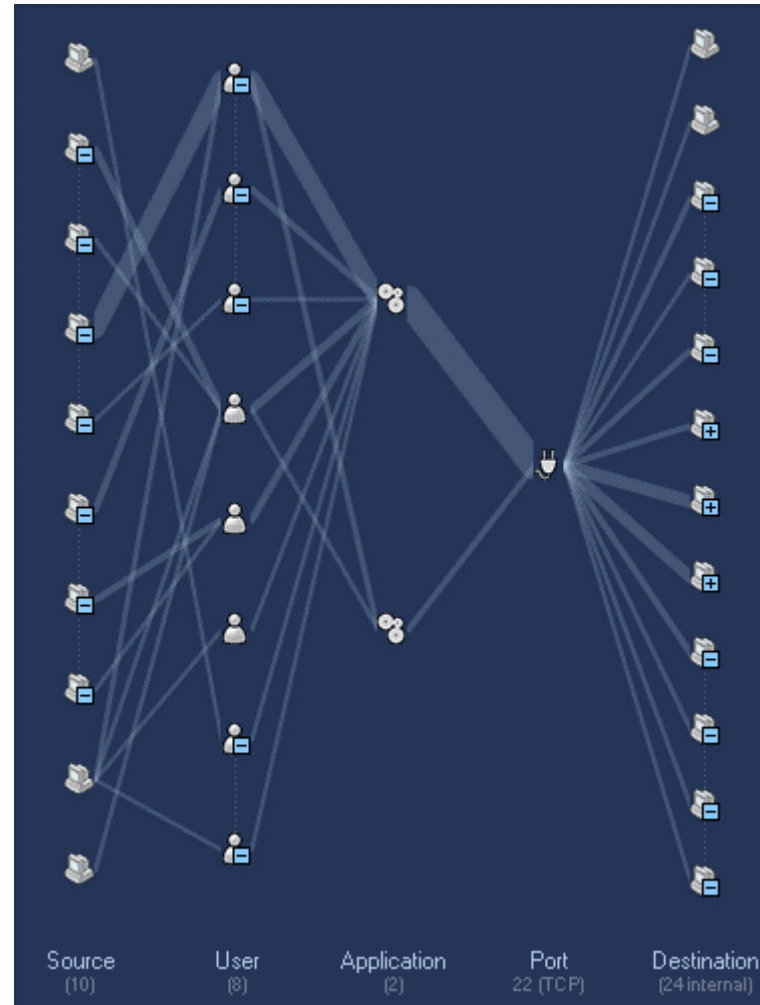 Source User Application Port Destination
(10) (8) (2) 22 (TCP) (24 internal)